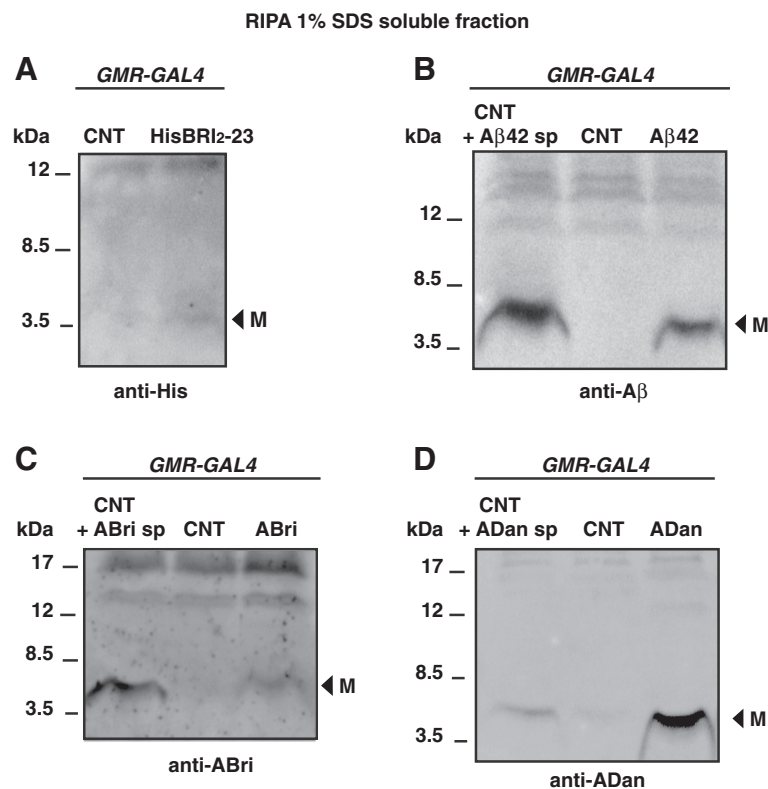 RIPA 1% SDS soluble fraction
A
GMR-GAL4
kDa CNT HisBRI2-23
12
8.5
3.5
M
anti-His
B
GMR-GAL4
CNT
kDa + Aβ42 sp CNT Aβ42
12
8.5
3.5
M
anti-Aβ
C
GMR-GAL4
CNT
kDa + ABri sp CNT ABri
17
12
8.5
3.5
M
anti-ABri
D
GMR-GAL4
CNT
kDa + ADan sp CNT ADan
17
12
8.5
3.5
M
anti-ADan